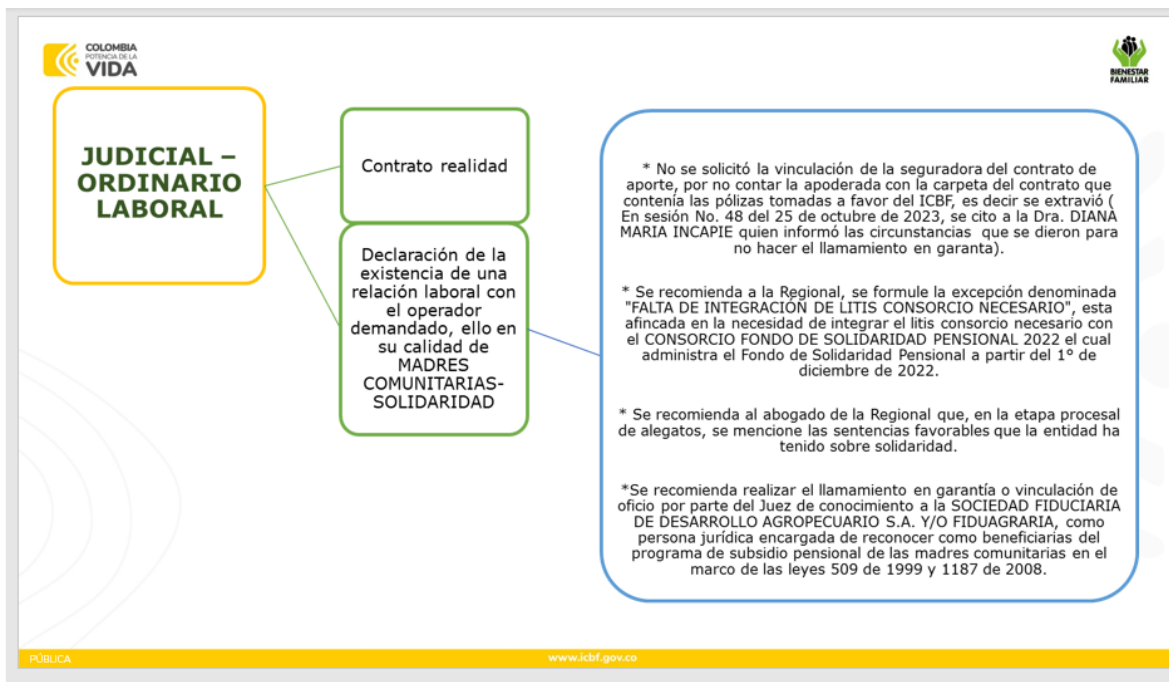 COLOMBIA
POTENCIA DE LA
VIDA
BIENESTAR
FAMILIAR
JUDICIAL –
ORDINARIO
LABORAL
Contrato realidad
Declaración de la
existencia de una
relación laboral con
el operador
demandado, ello en
su calidad de
MADRES
COMUNITARIAS-
SOLIDARIDAD
* No se solicitó la vinculación de la seguradora del contrato de
aporte, por no contar la apoderada con la carpeta del contrato que
contenía las pólizas tomadas a favor del ICBF, es decir se extravió (
En sesión No. 48 del 25 de octubre de 2023, se cito a la Dra. DIANA
MARIA INCAPIE quien informó las circunstancias que se dieron para
no hacer el llamamiento en garanta).
* Se recomienda a la Regional, se formule la excepción denominada
"FALTA DE INTEGRACIÓN DE LITIS CONSORCIO NECESARIO", esta
afincada en la necesidad de integrar el litis consorcio necesario con
el CONSORCIO FONDO DE SOLIDARIDAD PENSIONAL 2022 el cual
administra el Fondo de Solidaridad Pensional a partir del 1° de
diciembre de 2022.
* Se recomienda al abogado de la Regional que, en la etapa procesal
de alegatos, se mencione las sentencias favorables que la entidad ha
tenido sobre solidaridad.
*Se recomienda realizar el llamamiento en garantía o vinculación de
oficio por parte del Juez de conocimiento a la SOCIEDAD FIDUCIARIA
DE DESARROLLO AGROPECUARIO S.A. Y/O FIDUAGRARIA, como
persona jurídica encargada de reconocer como beneficiarias del
programa de subsidio pensional de las madres comunitarias en el
marco de las leyes 509 de 1999 y 1187 de 2008.
PÚBLICA
www.icbf.gov.co